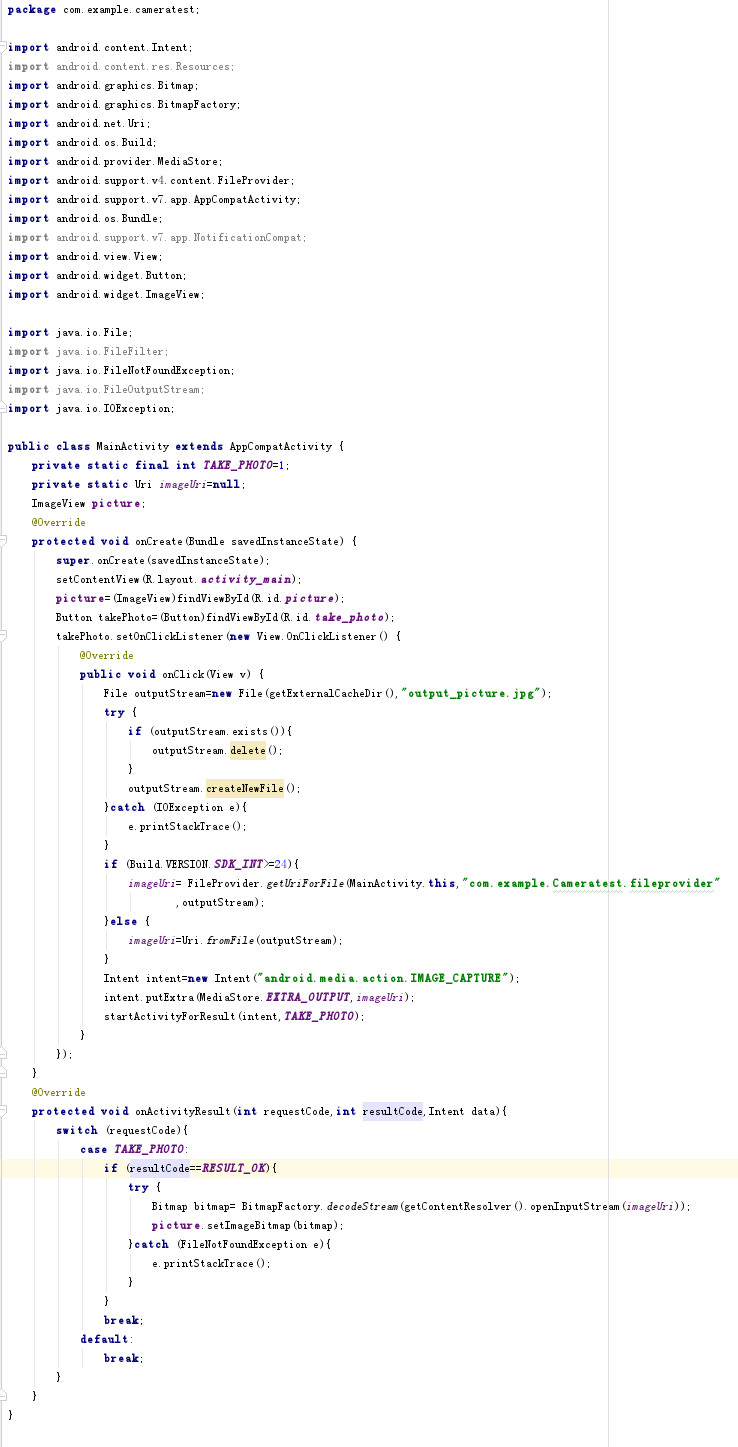 package com.example.cameratest;
import android.content.Intent;
import android.content.res.Resources;
import android.graphics.Bitmap;
import android.graphics.BitmapFactory;
import android.net.Uri;
import android.os.Build;
import android.provider.MediaStore;
import android.support.v4.content.FileProvider;
import android.support.v7.app.AppCompatActivity;
import android.os.Bundle;
import android.support.v7.app.NotificationCompat;
import android.view.View;
import android.widget.Button;
import android.widget.ImageView;
import java.io.File;
import java.io.FileFilter;
import java.io.FileNotFoundException;
import java.io.FileOutputStream;
import java.io.IOException;
public class MainActivity extends AppCompatActivity {
    private static final int TAKE_PHOTO=1;
    private static Uri imageUri=null;
    ImageView picture;
    @Override
    protected void onCreate(Bundle savedInstanceState) {
        super.onCreate(savedInstanceState);
        setContentView(R.layout.activity_main);
        picture=(ImageView)findViewById(R.id.picture);
        Button takePhoto=(Button)findViewById(R.id.take_photo);
        takePhoto.setOnClickListener(new View.OnClickListener() {
            @Override
            public void onClick(View v) {
                File outputStream=new File(getExternalCacheDir(),"output_picture.jpg");
                try {
                    if (outputStream.exists()){
                        outputStream.delete();
                    }
                    outputStream.createNewFile();
                }catch (IOException e){
                    e.printStackTrace();
                }
                if (Build.VERSION.SDK_INT>=24){
                    imageUri= FileProvider.getUriForFile(MainActivity.this,"com.example.Cameratest.fileprovider"
                            ,outputStream);
                }else {
                    imageUri=Uri.fromFile(outputStream);
                }
                Intent intent=new Intent("android.media.action.IMAGE_CAPTURE");
                intent.putExtra(MediaStore.EXTRA_OUTPUT,imageUri);
                startActivityForResult(intent,TAKE_PHOTO);
            }
        });
    }
    @Override
    protected void onActivityResult(int requestCode,int resultCode,Intent data){
        switch (requestCode){
            case TAKE_PHOTO:
                if (resultCode==RESULT_OK){
                    try {
                        Bitmap bitmap= BitmapFactory.decodeStream(getContentResolver().openInputStream(imageUri));
                        picture.setImageBitmap(bitmap);
                    }catch (FileNotFoundException e){
                        e.printStackTrace();
                    }
                }
                break;
            default:
                break;
        }
    }
}